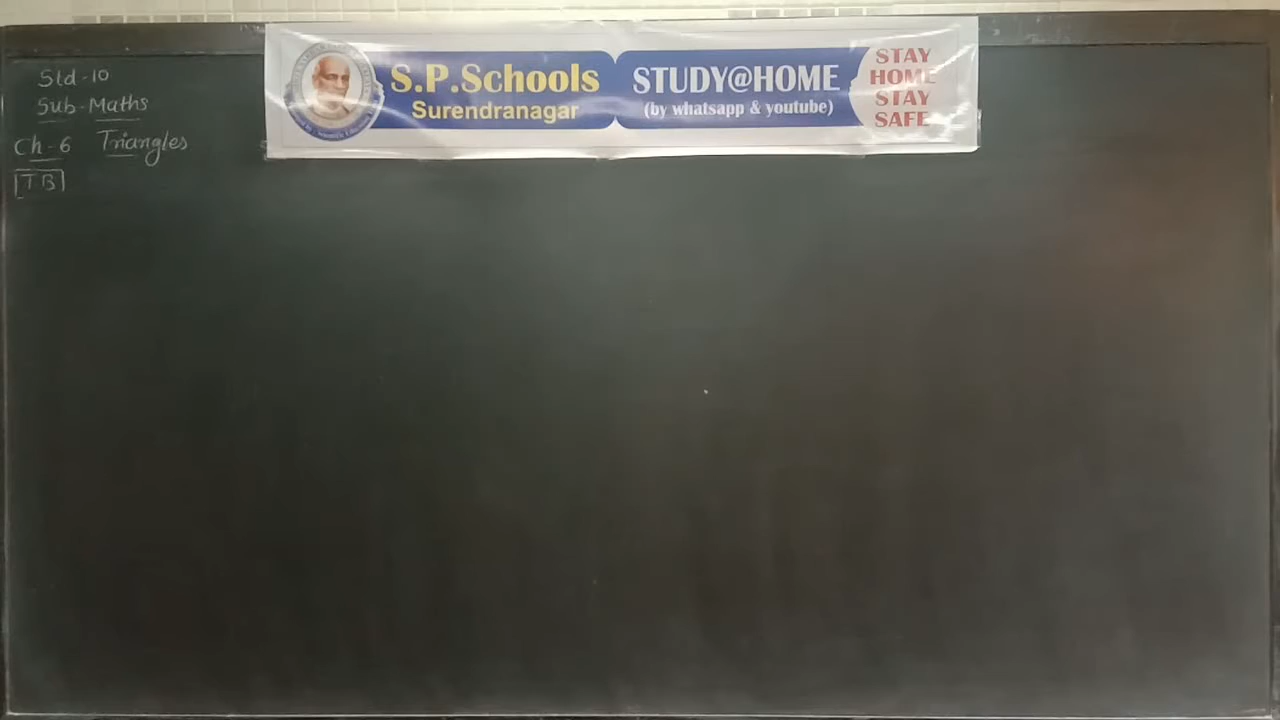 Std-10
Sub-Maths
Ch-6 Triangles
TB
S.P.Schools
Surendranagar
STUDY@HOME
(by whatsapp & youtube)
STAY
HOME
STAY
SAFE